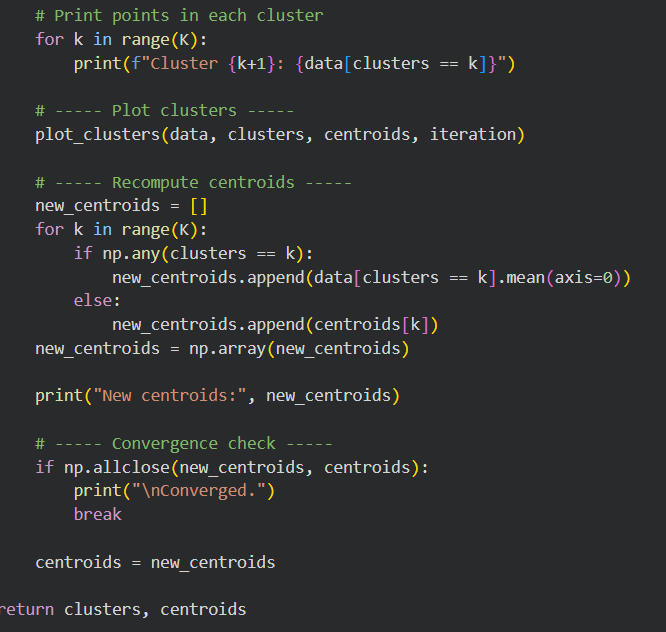 # Print points in each cluster
for k in range(K):
print(f"Cluster {k+1}: {data[clusters == k]}")
# ----- Plot clusters -----
plot_clusters(data, clusters, centroids, iteration)
# ----- Recompute centroids -----
new_centroids = []
for k in range(K):
if np.any(clusters == k):
new_centroids.append(data[clusters == k].mean(axis=0))
else:
new_centroids.append(centroids[k])
new_centroids = np.array(new_centroids)
print("New centroids:", new_centroids)
# ----- Convergence check -----
if np.allclose(new_centroids, centroids):
print("\nConverged.")
break
centroids = new_centroids
return clusters, centroids